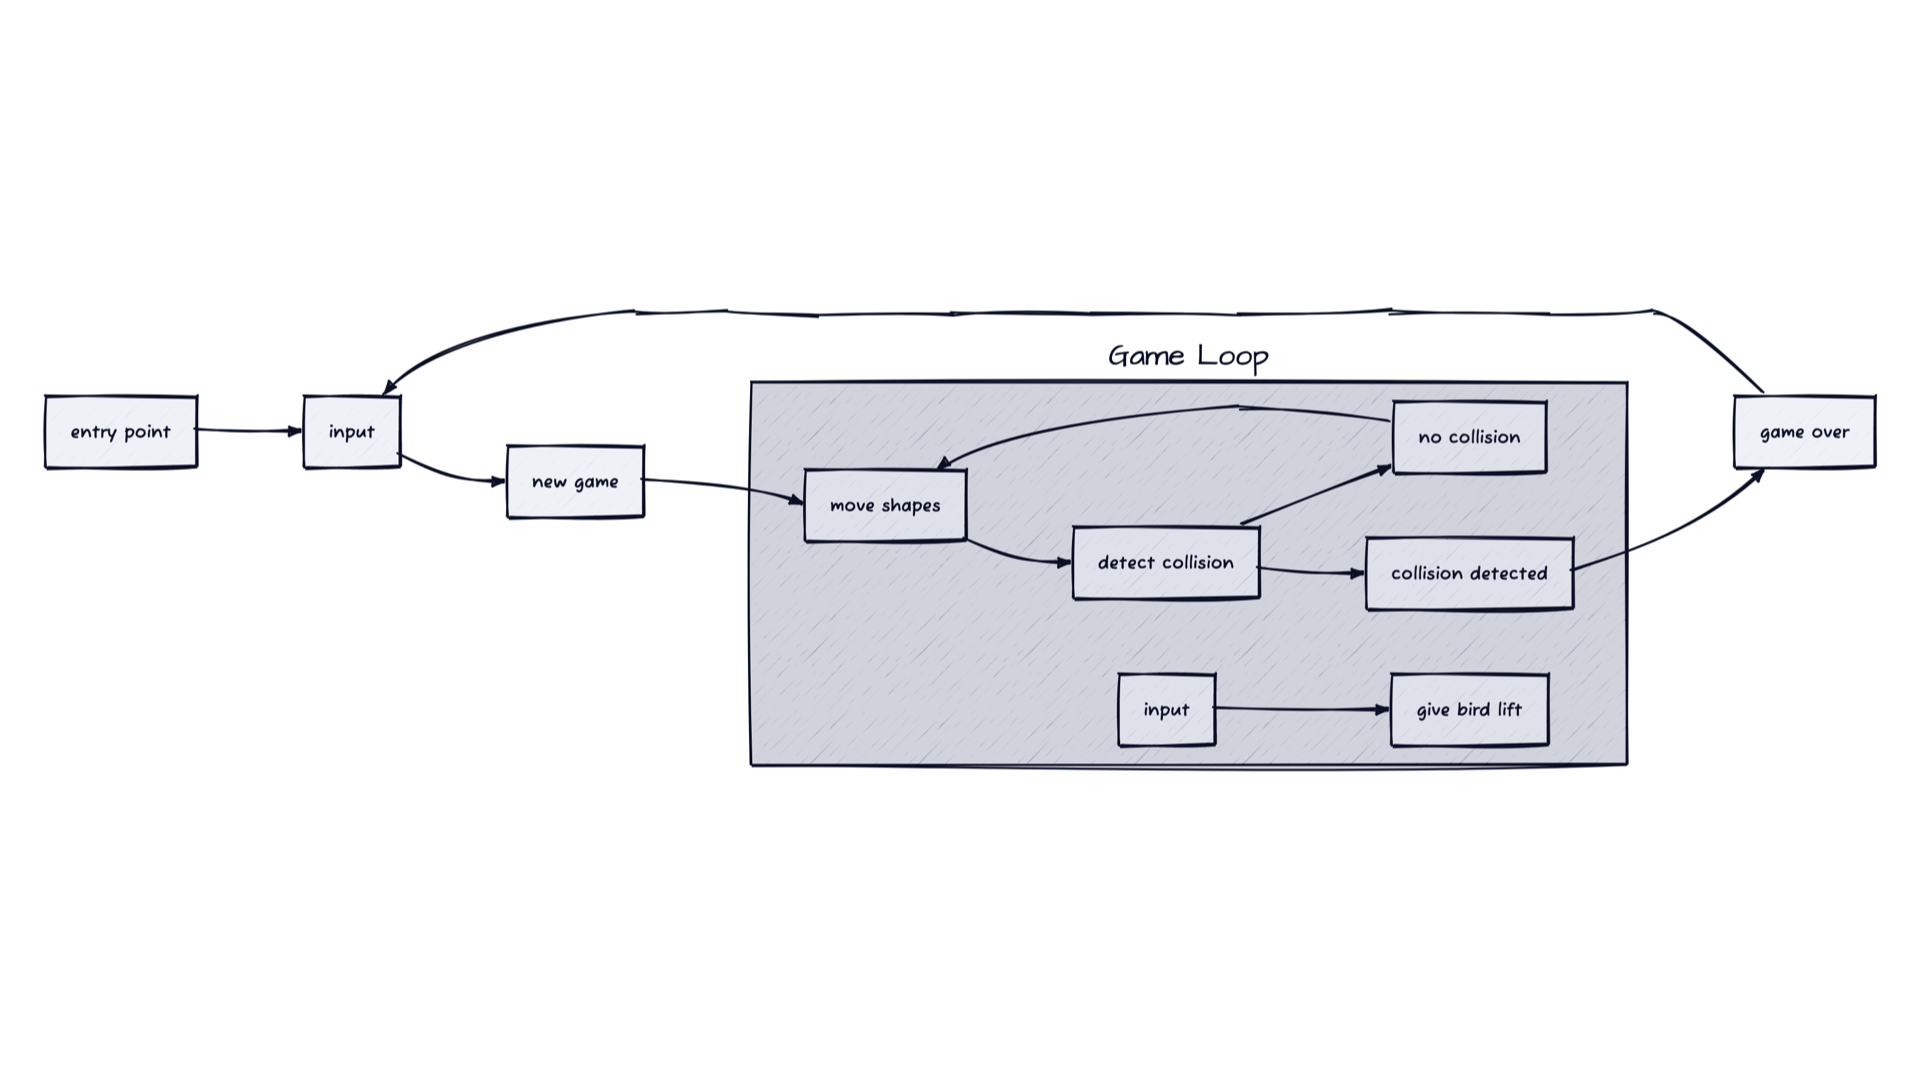 Game Loop
entry point
input
new game
move shapes
detect collision
no collision
collision detected
game over
input
give bird lift